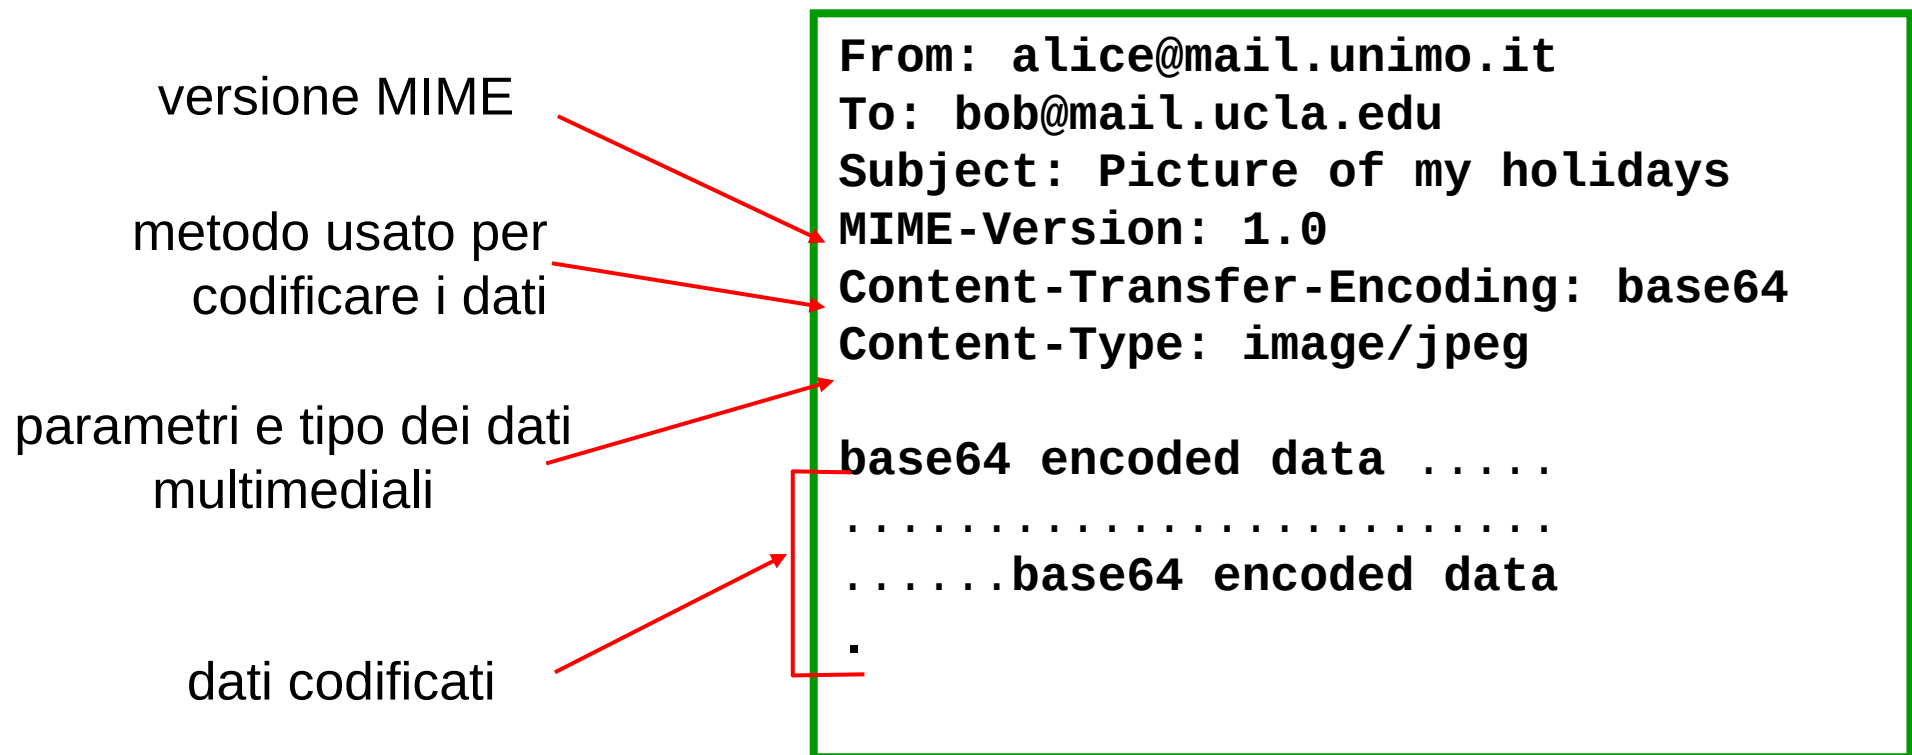 versione MIME
metodo usato per
codificare i dati
parametri e tipo dei dati
multimediali
dati codificati
From: alice@mail.unimo.it
To: bob@mail.ucla.edu
Subject: Picture of my holidays
MIME-Version: 1.0
Content-Transfer-Encoding: base64
Content-Type: image/jpeg
base64 encoded data .....
.........................
......base64 encoded data
.